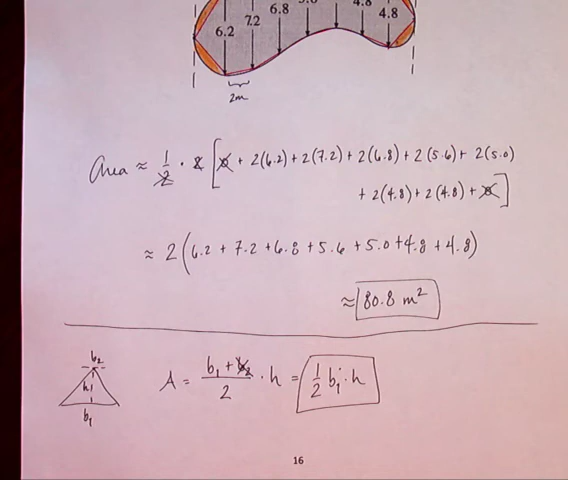 6.2 7.2 6.8 4.8 4.8
2m
Area ≈ 1/2 · 2 [0 + 2(6.2) + 2(7.2) + 2(6.8) + 2(5.6) + 2(5.0)
+ 2(4.8) + 2(4.8) + 0]
≈ 2 (6.2 + 7.2 + 6.8 + 5.6 + 5.0 + 4.8 + 4.8)
≈ 80.8 m²
b₂
h
b₁
A = (b₁ + b₂)/2 · h = 1/2 b₁ · h
16